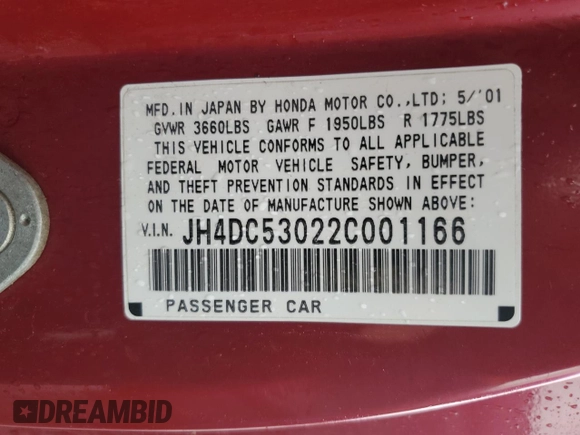 MFD. IN JAPAN BY HONDA MOTOR CO.,LTD; 5/'01
GVWR 3660LBS GAWR F 1950LBS R 1775LBS
THIS VEHICLE CONFORMS TO ALL APPLICABLE
FEDERAL MOTOR VEHICLE SAFETY, BUMPER,
AND THEFT PREVENTION STANDARDS IN EFFECT
ON THE DATE OF MANUFACTURE SHOWN ABOVE:
V.I.N. JH4DC53022C001166
PASSENGER CAR
DREAMBID